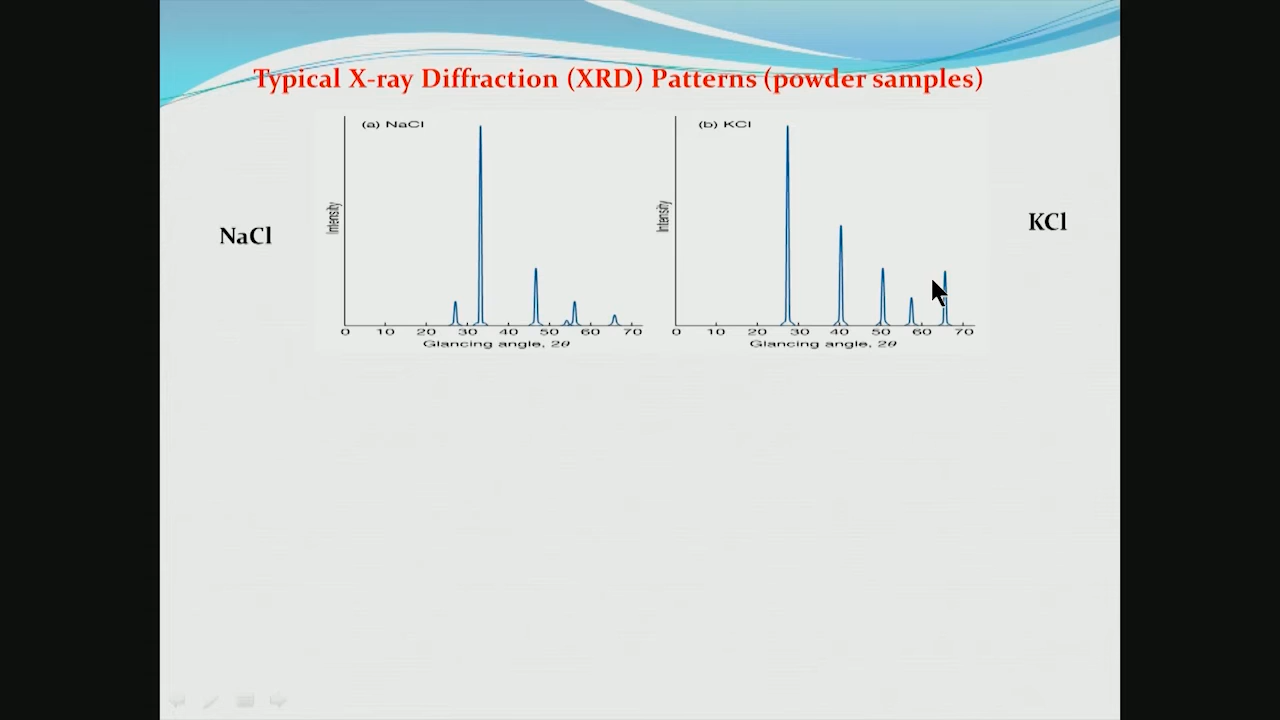 Typical X-ray Diffraction (XRD) Patterns (powder samples)
(a) NaCl
(b) KCl
NaCl
Intensity
Intensity
KCl
0 10 20 30 40 50 60 70
0 10 20 30 40 50 60 70
Glancing angle, 2θ
Glancing angle, 2θ